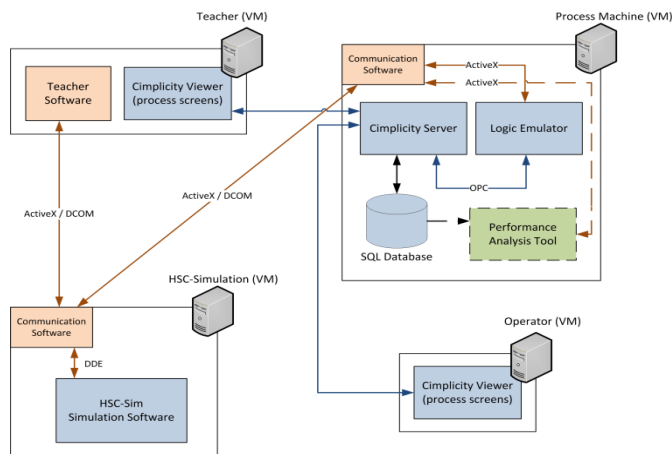 Teacher (VM)
Teacher
Software
Cimplicity Viewer
(process screens)
Process Machine (VM)
Communication
Software
ActiveX
ActiveX
Cimplicity Server
Logic Emulator
OPC
SQL Database
Performance
Analysis Tool
ActiveX / DCOM
ActiveX / DCOM
HSC-Simulation (VM)
Communication
Software
DDE
HSC-Sim
Simulation Software
Operator (VM)
Cimplicity Viewer
(process screens)